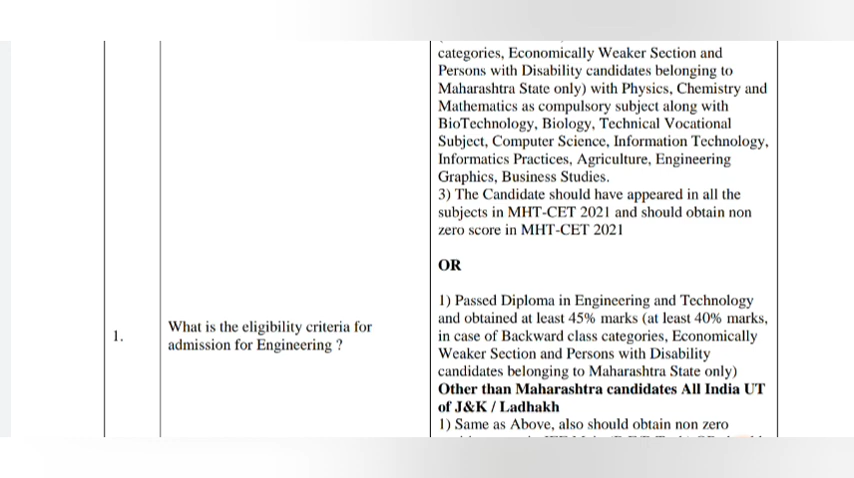 categories, Economically Weaker Section and
Persons with Disability candidates belonging to
Maharashtra State only) with Physics, Chemistry and
Mathematics as compulsory subject along with
BioTechnology, Biology, Technical Vocational
Subject, Computer Science, Information Technology,
Informatics Practices, Agriculture, Engineering
Graphics, Business Studies.
3) The Candidate should have appeared in all the
subjects in MHT-CET 2021 and should obtain non
zero score in MHT-CET 2021
OR
1.
What is the eligibility criteria for
admission for Engineering ?
1) Passed Diploma in Engineering and Technology
and obtained at least 45% marks (at least 40% marks,
in case of Backward class categories, Economically
Weaker Section and Persons with Disability
candidates belonging to Maharashtra State only)
Other than Maharashtra candidates All India UT
of J&K / Ladhakh
1) Same as Above, also should obtain non zero